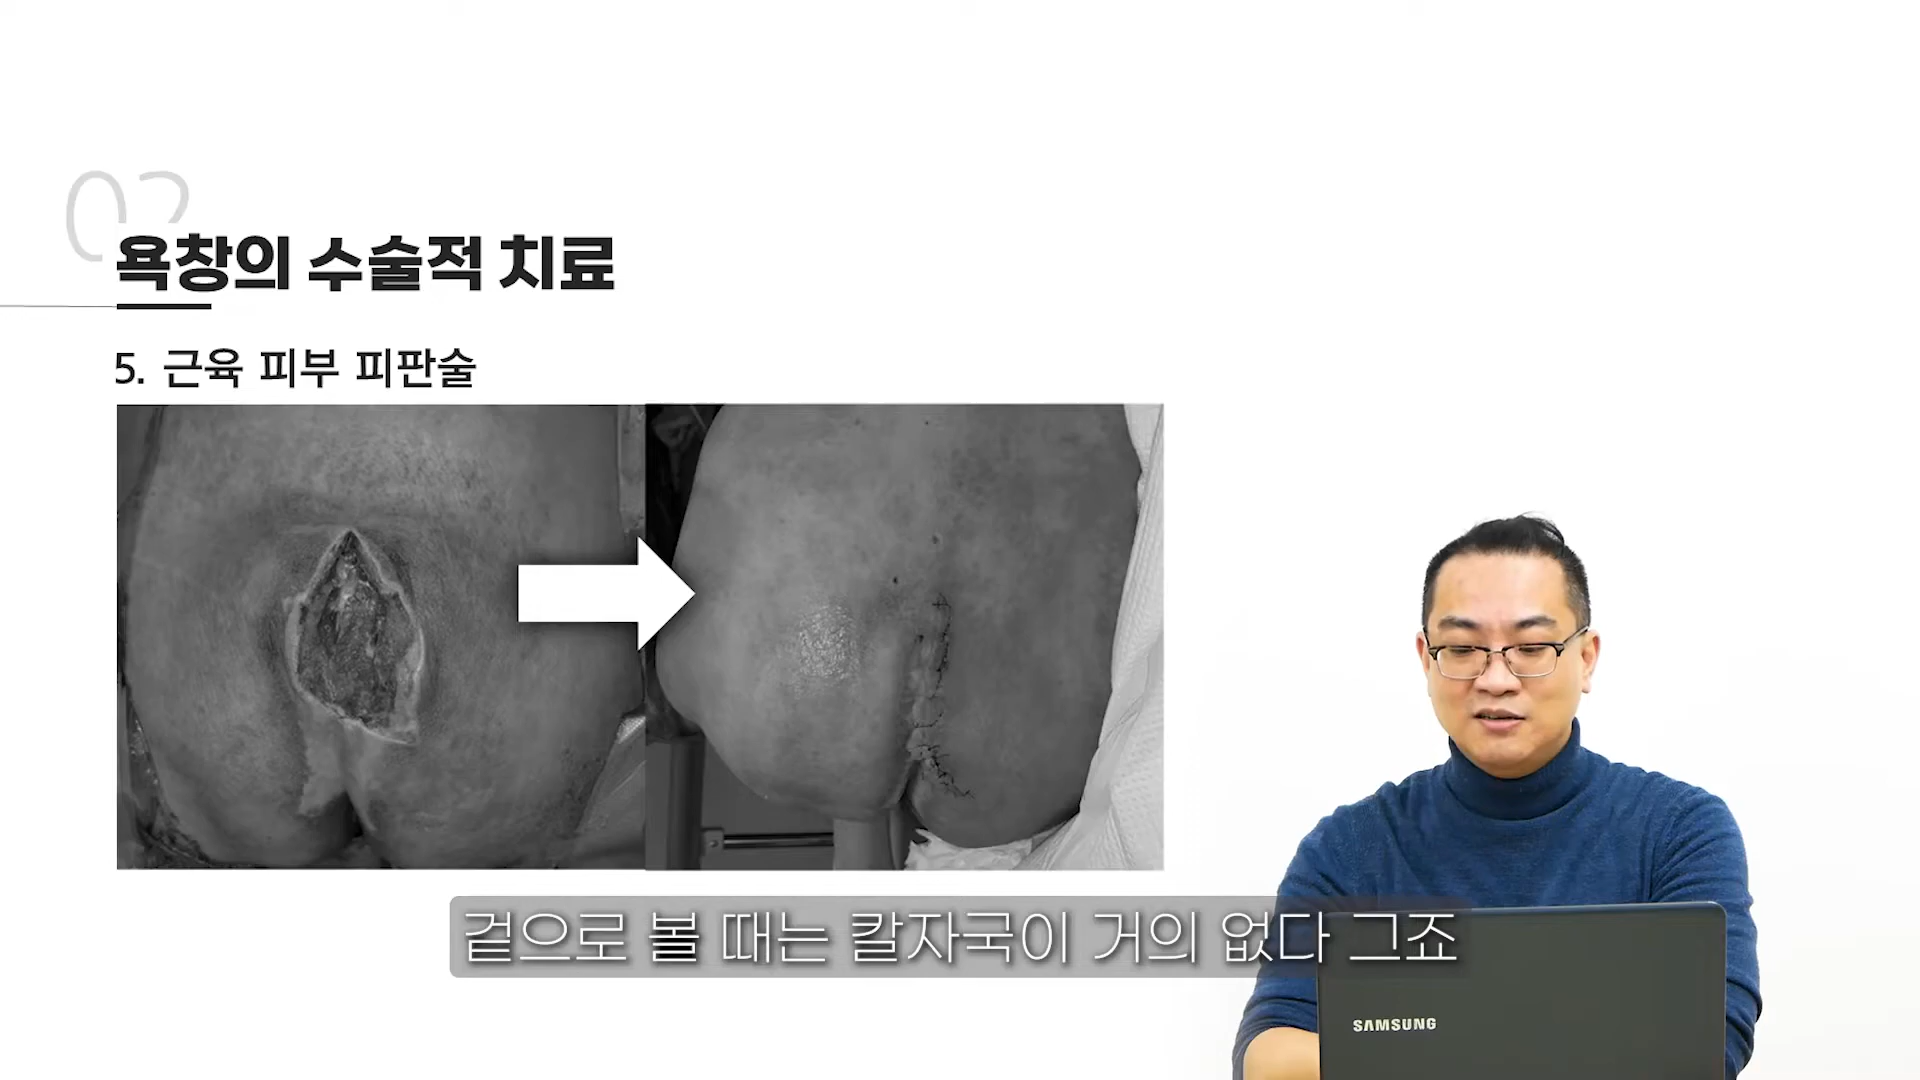 02
욕창의 수술적 치료
5. 근육 피부 피판술
겉으로 볼 때는 칼자국이 거의 없다 그죠
SAMSUNG